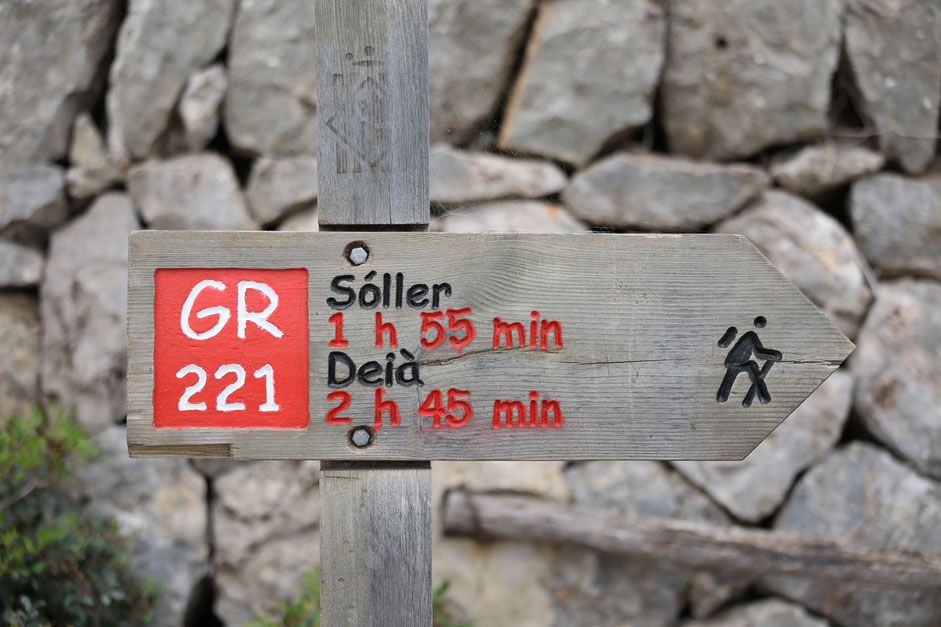 GR
221
Sóller
1 h 55 min
Deià
2 h 45 min